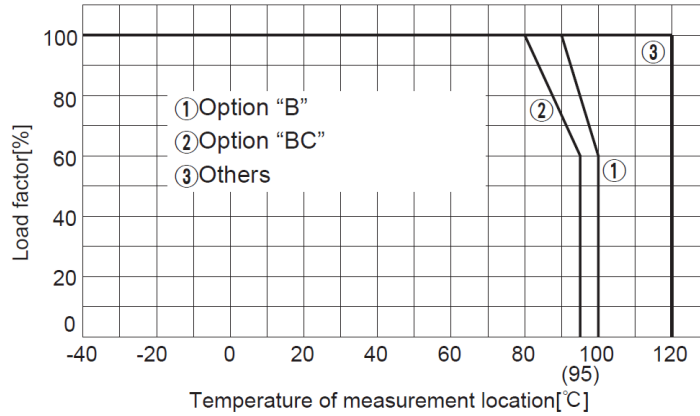 Load factor[%]
100
80
60
40
20
0
①Option “B”
②Option “BC”
③Others
③
②
①
-40 -20 0 20 40 60 80 100 120
(95)
Temperature of measurement location[℃]